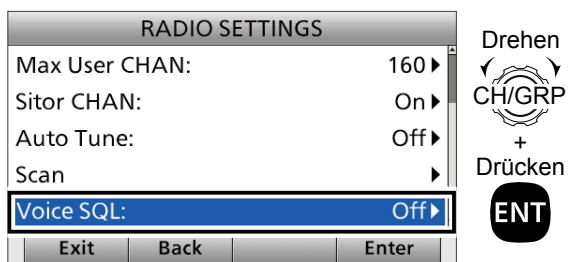 RADIO SETTINGS
Max User CHAN: 160
Sitor CHAN: On
Auto Tune: Off
Scan
Voice SQL: Off
Exit Back Enter
Drehen
CH/GRP
+
Drücken
ENT